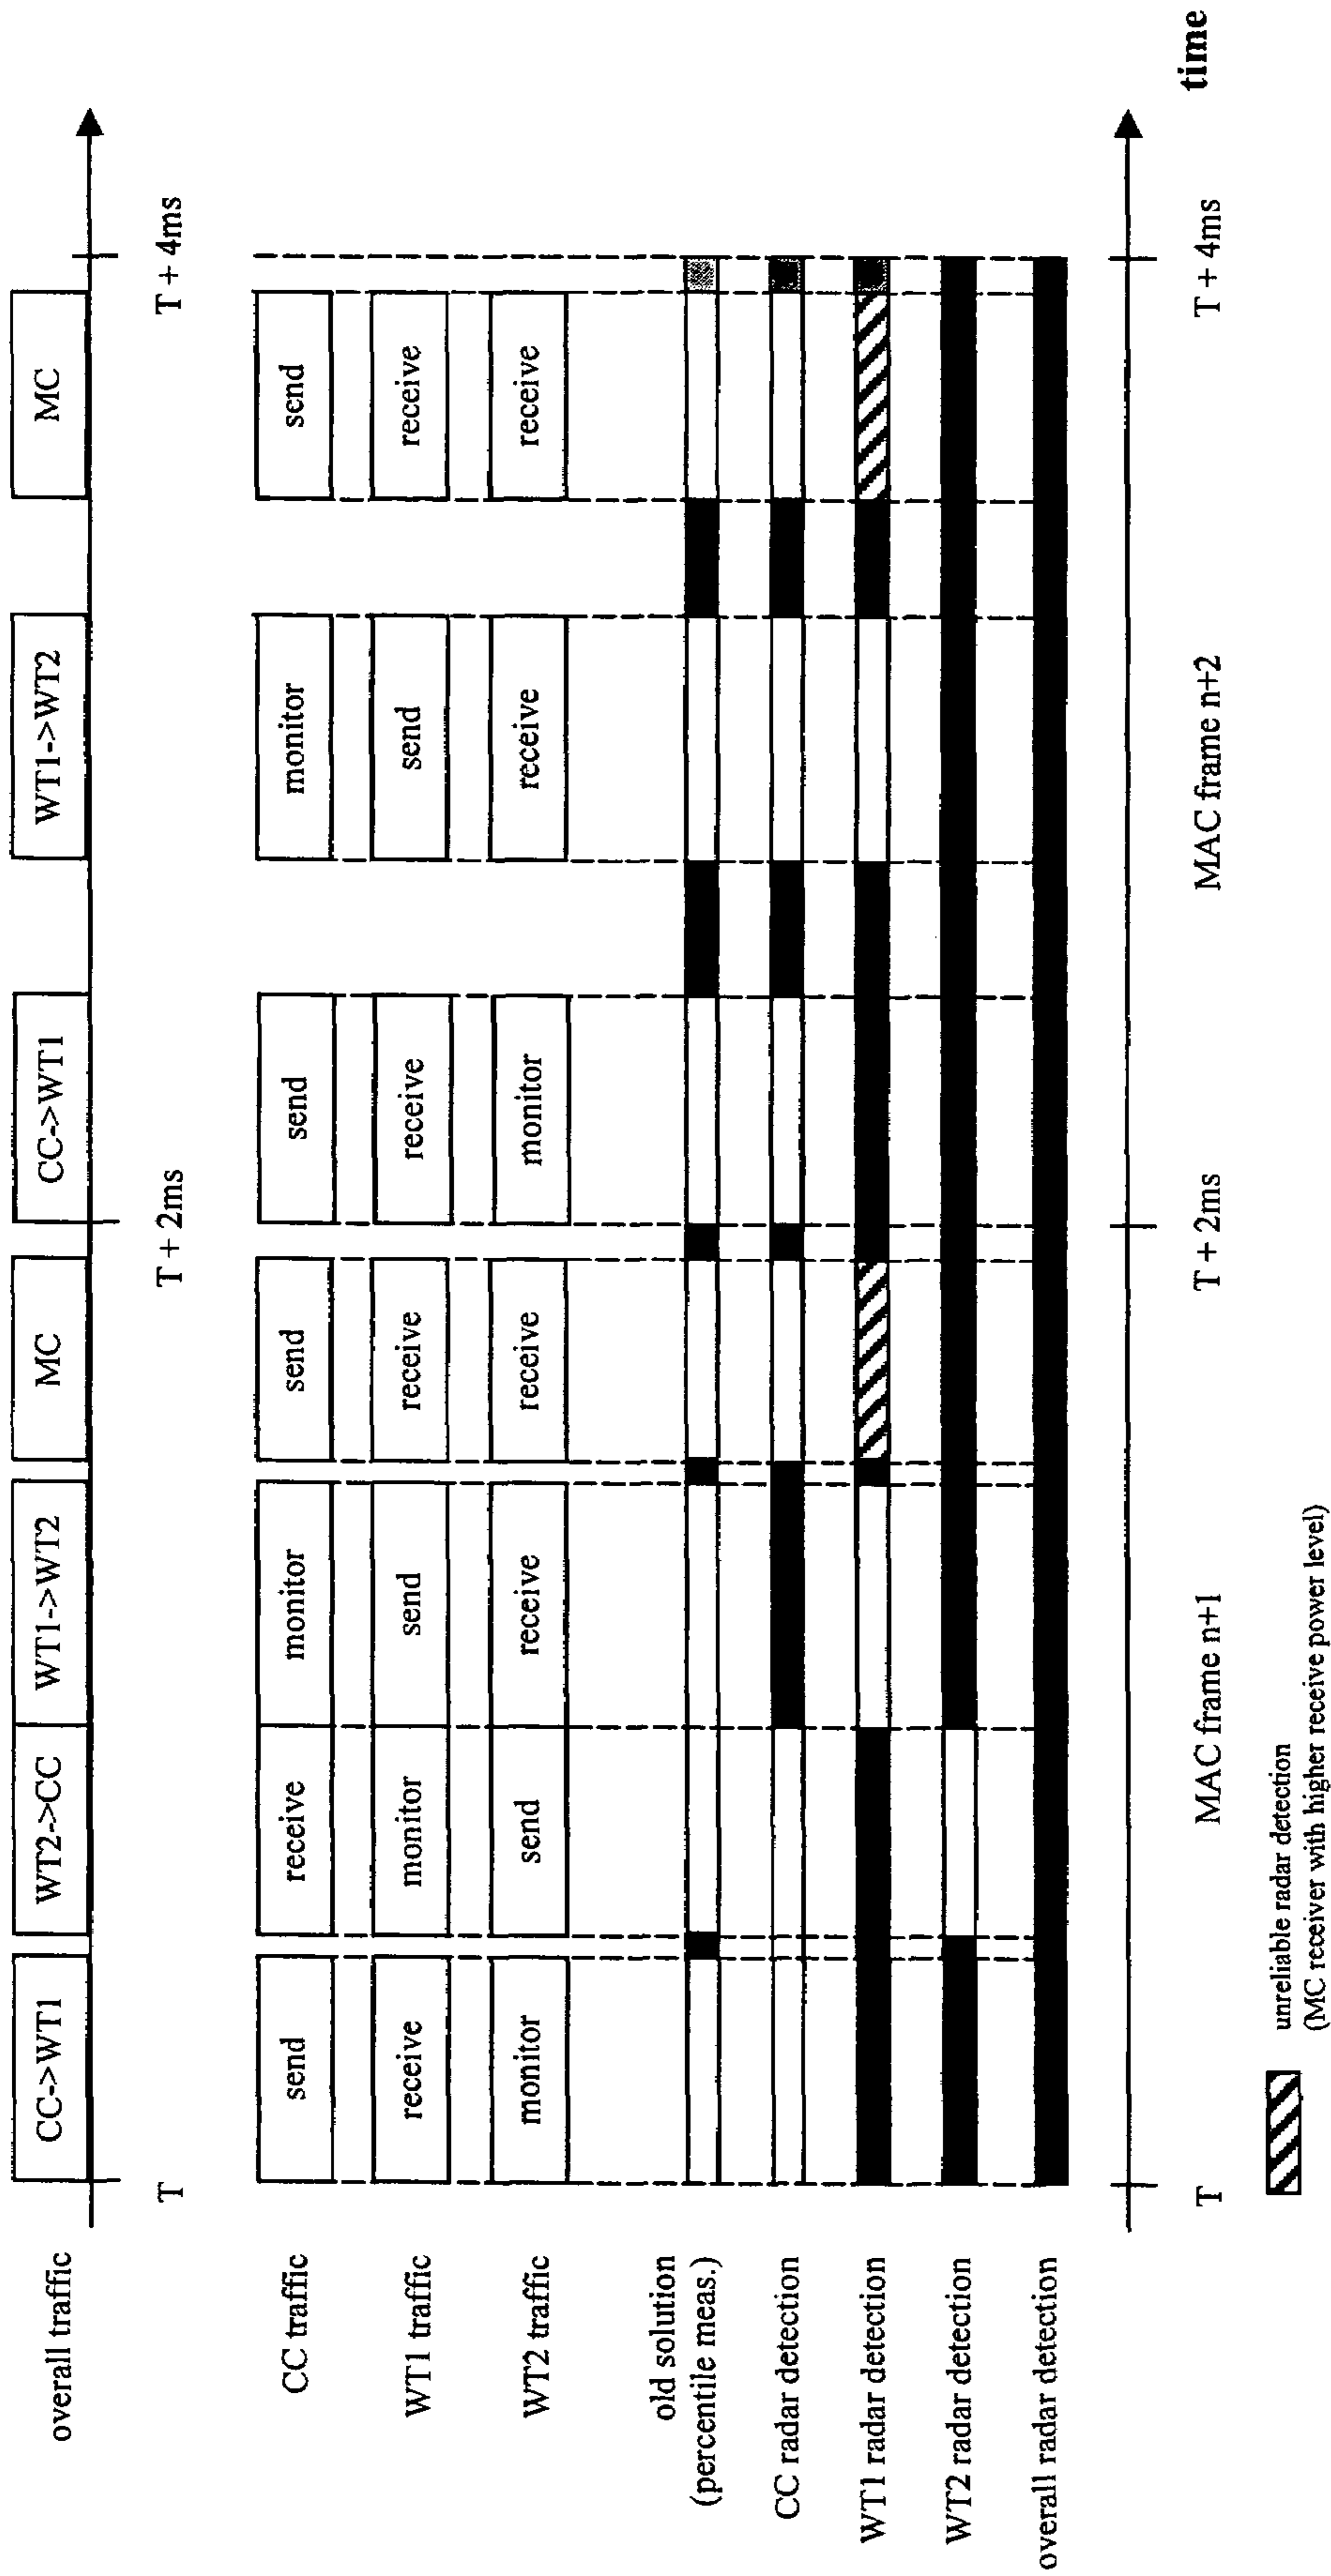 overall traffic
CC->WT1
WT2->CC
WT1->WT2
MC
CC->WT1
WT1->WT2
MC
T
T + 2ms
T + 4ms
CC traffic
send
receive
monitor
send
send
monitor
send
WT1 traffic
receive
monitor
send
receive
receive
send
receive
WT2 traffic
monitor
send
receive
receive
monitor
receive
receive
old solution
(percentile meas.)
CC radar detection
WT1 radar detection
WT2 radar detection
overall radar detection
T
MAC frame n+1
T + 2ms
MAC frame n+2
T + 4ms
time
unreliable radar detection
(MC receiver with higher receive power level)